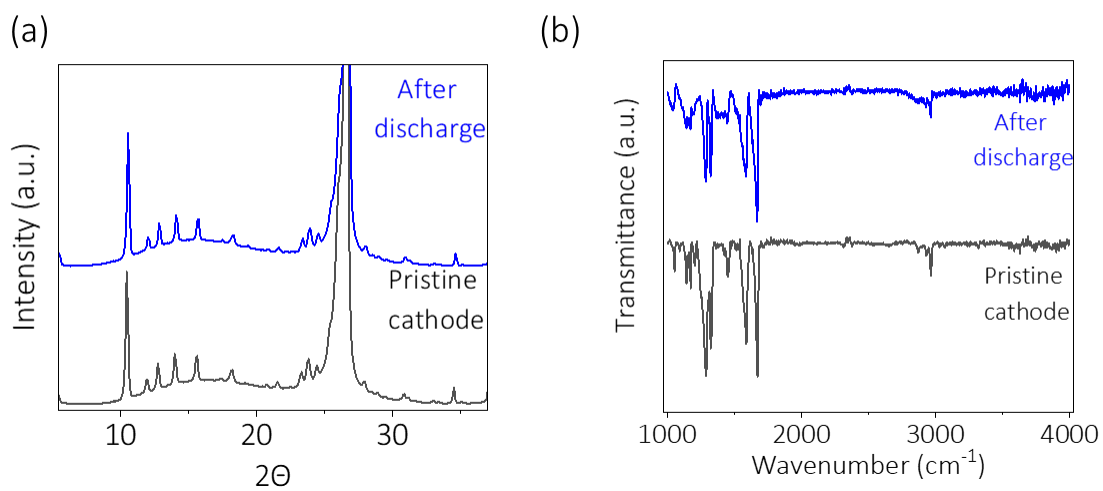 (a)
After
discharge
Pristine
cathode
Intensity (a.u.)
10
20
30
2Θ
(b)
After
discharge
Pristine
cathode
Transmittance (a.u.)
1000
2000
3000
4000
Wavenumber (cm⁻¹)